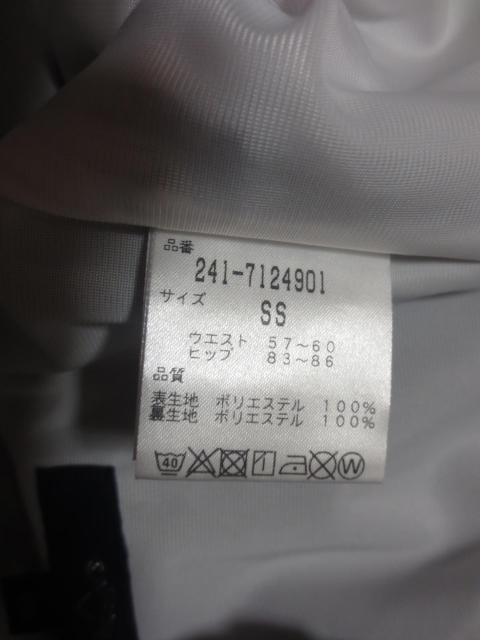 品番
241-7124901
サイズ
SS
ウエスト 57～60
ヒップ 83～86
品質
表生地 ポリエステル 100%
裏生地 ポリエステル 100%
40 W